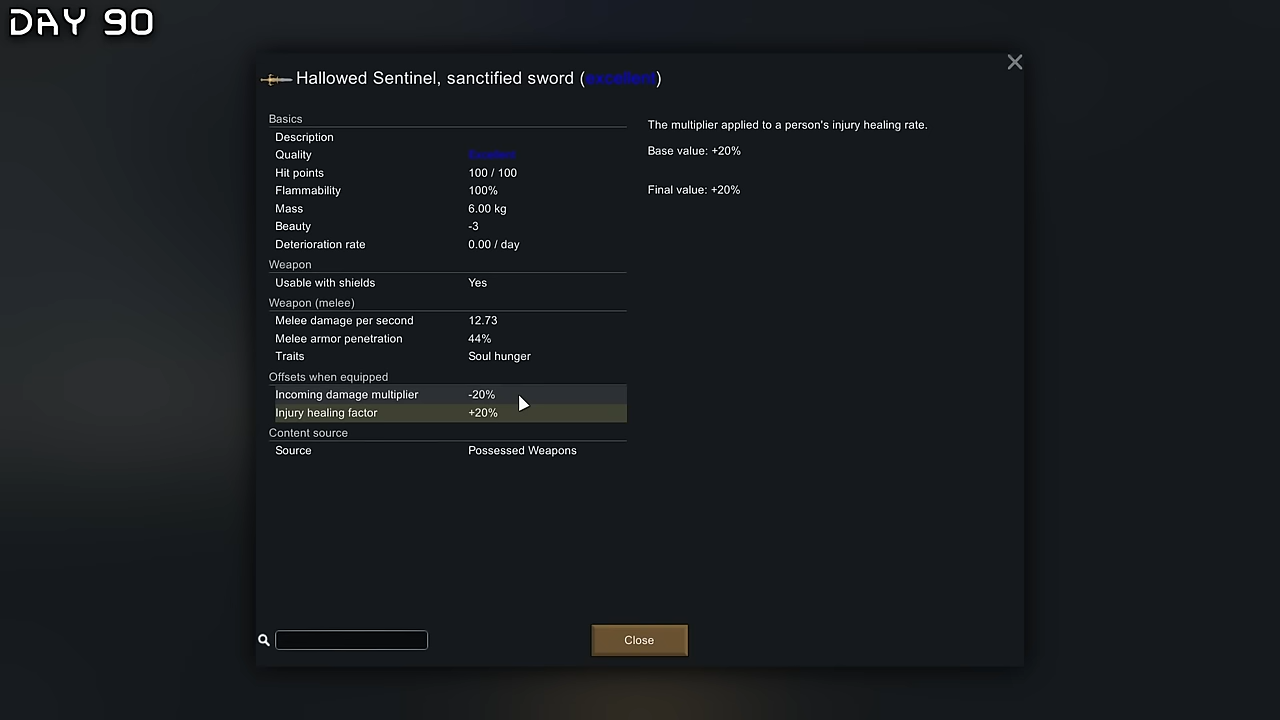 DAY 90
Hallowed Sentinel, sanctified sword (excellent)
Basics
Description
Quality Excellent
Hit points 100 / 100
Flammability 100%
Mass 6.00 kg
Beauty -3
Deterioration rate 0.00 / day
Weapon
Usable with shields Yes
Weapon (melee)
Melee damage per second 12.73
Melee armor penetration 44%
Traits Soul hunger
Offsets when equipped
Incoming damage multiplier -20%
Injury healing factor +20%
Content source
Source Possessed Weapons
The multiplier applied to a person's injury healing rate.
Base value: +20%
Final value: +20%
Close